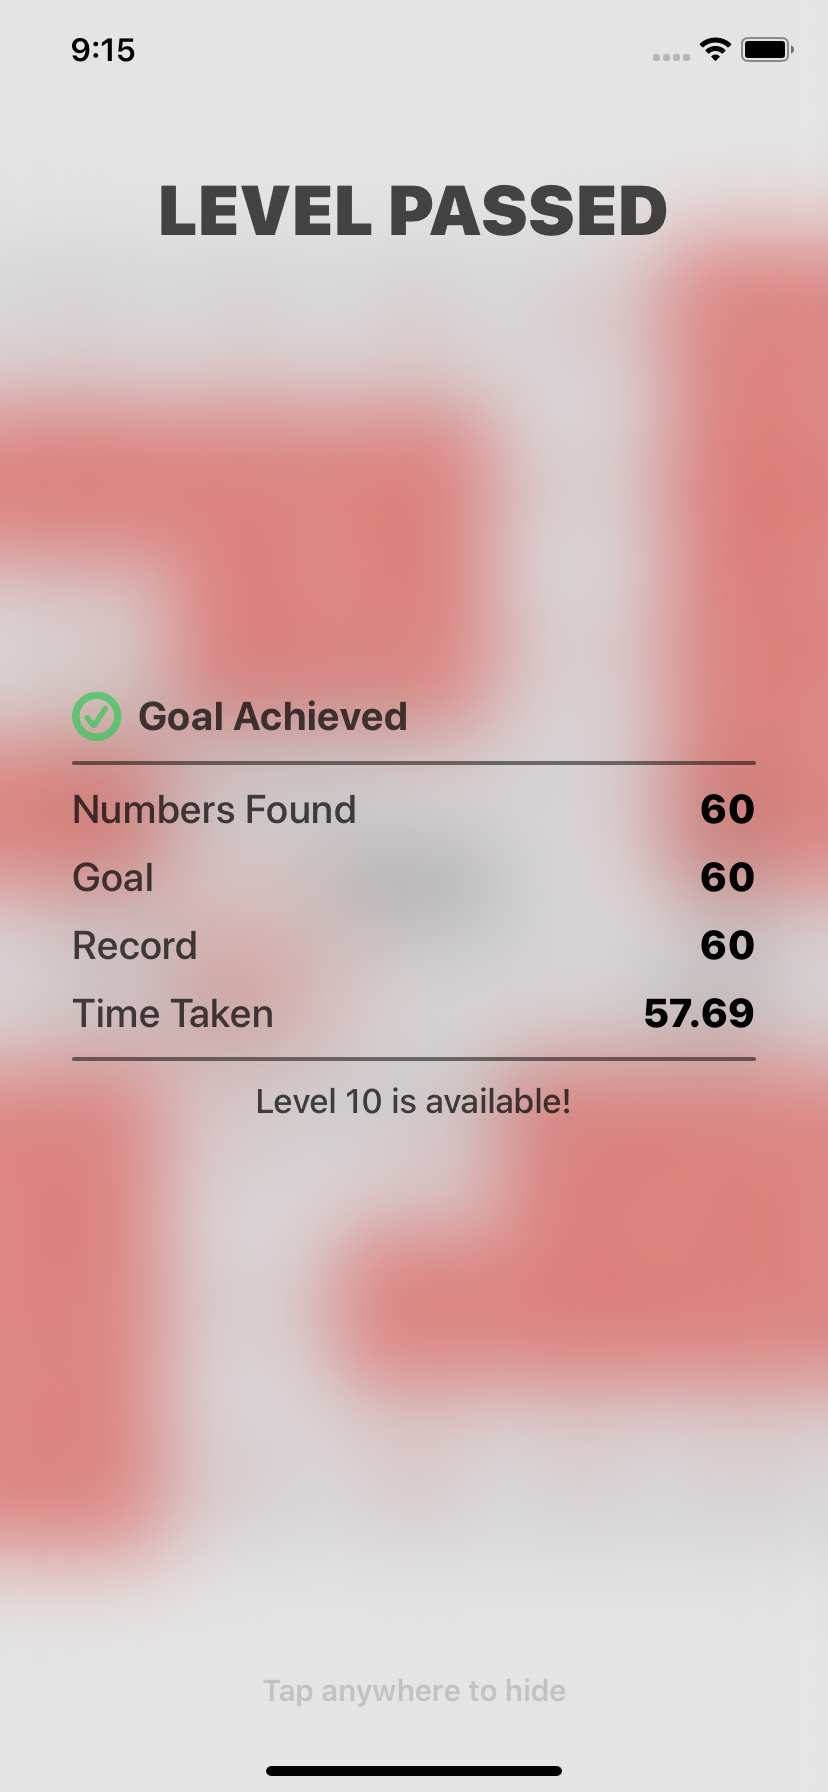 9:15
LEVEL PASSED
Goal Achieved
Numbers Found 60
Goal 60
Record 60
Time Taken 57.69
Level 10 is available!
Tap anywhere to hide